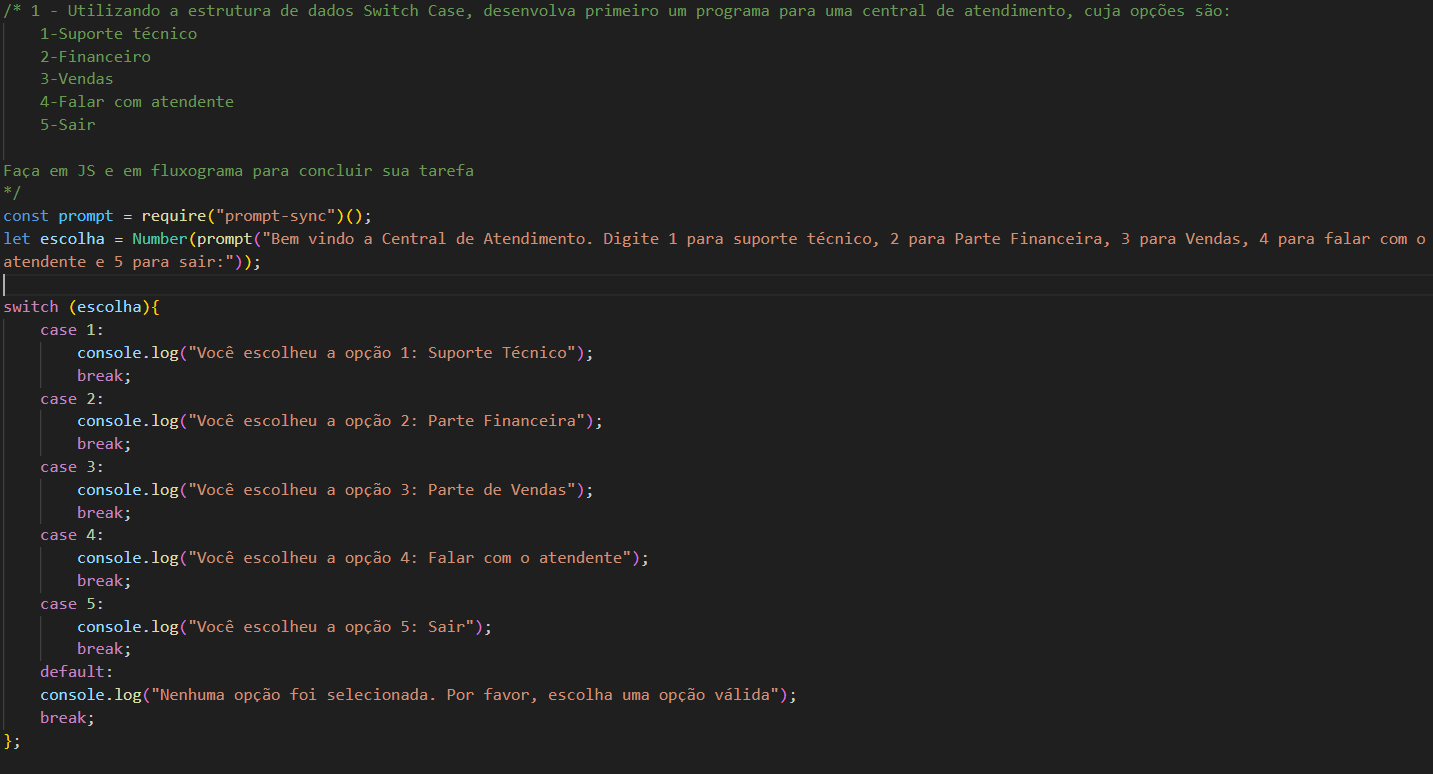 /* 1 - Utilizando a estrutura de dados Switch Case, desenvolva primeiro um programa para uma central de atendimento, cuja opções são:
    1-Suporte técnico
    2-Financeiro
    3-Vendas
    4-Falar com atendente
    5-Sair

Faça em JS e em fluxograma para concluir sua tarefa
*/
const prompt = require("prompt-sync")();
let escolha = Number(prompt("Bem vindo a Central de Atendimento. Digite 1 para suporte técnico, 2 para Parte Financeira, 3 para Vendas, 4 para falar com o
atendente e 5 para sair:"));

switch (escolha){
    case 1:
        console.log("Você escolheu a opção 1: Suporte Técnico");
        break;
    case 2:
        console.log("Você escolheu a opção 2: Parte Financeira");
        break;
    case 3:
        console.log("Você escolheu a opção 3: Parte de Vendas");
        break;
    case 4:
        console.log("Você escolheu a opção 4: Falar com o atendente");
        break;
    case 5:
        console.log("Você escolheu a opção 5: Sair");
        break;
    default:
    console.log("Nenhuma opção foi selecionada. Por favor, escolha uma opção válida");
    break;
};